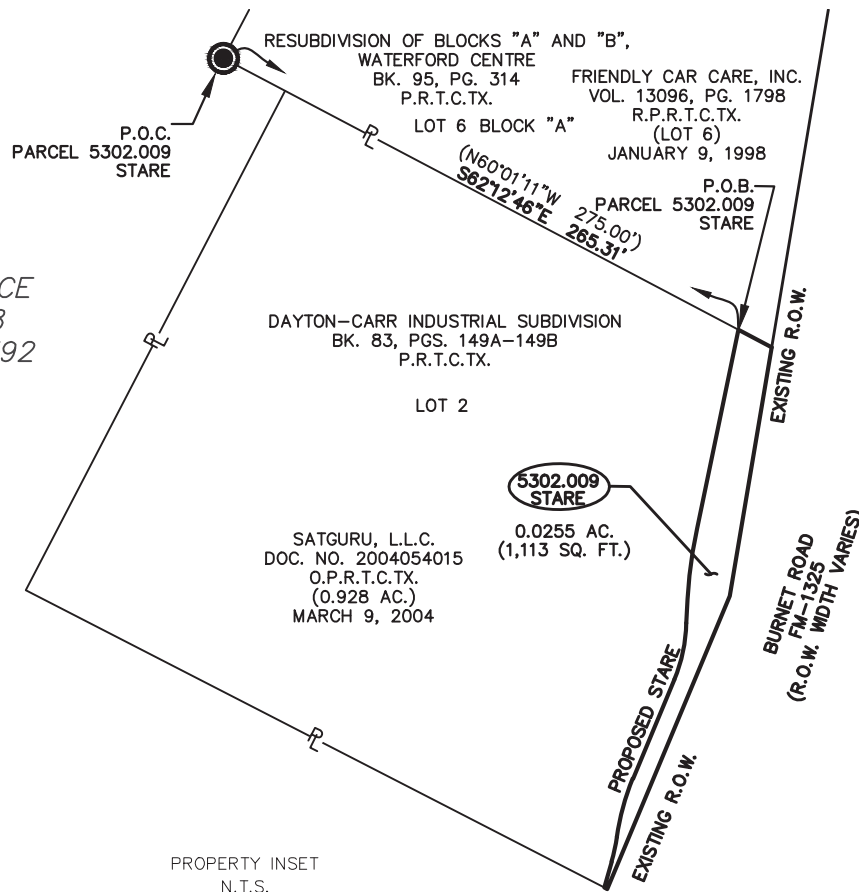 RESUBDIVISION OF BLOCKS "A" AND "B",
WATERFORD CENTRE
BK. 95, PG. 314
P.R.T.C.TX.
LOT 6 BLOCK "A"
FRIENDLY CAR CARE, INC.
VOL. 13096, PG. 1798
R.P.R.T.C.TX.
(LOT 6)
JANUARY 9, 1998
P.O.C.
PARCEL 5302.009
STARE
PL
(N60°01'11"W 275.00')
S62°12'46"E 265.31'
P.O.B.
PARCEL 5302.009
STARE
CE
8
92
PL
DAYTON-CARR INDUSTRIAL SUBDIVISION
BK. 83, PGS. 149A-149B
P.R.T.C.TX.
LOT 2
EXISTING R.O.W.
5302.009
STARE
0.0255 AC.
(1,113 SQ. FT.)
SATGURU, L.L.C.
DOC. NO. 2004054015
O.P.R.T.C.TX.
(0.928 AC.)
MARCH 9, 2004
BURNET ROAD
FM-1325
(R.O.W. WIDTH VARIES)
PROPOSED STARE
PL
EXISTING R.O.W.
PROPERTY INSET
N.T.S.